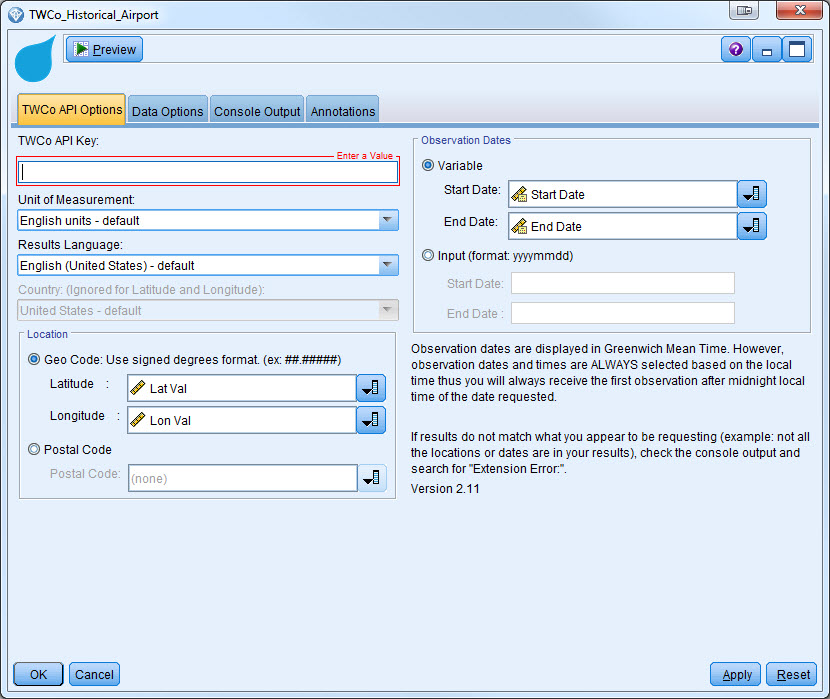 TWCo_Historical_Airport
Preview
TWCo API Options
Data Options
Console Output
Annotations
TWCo API Key:
Enter a Value
Unit of Measurement:
English units - default
Results Language:
English (United States) - default
Country: (Ignored for Latitude and Longitude):
United States - default
Location
Geo Code: Use signed degrees format. (ex: ##.#####)
Latitude :
Lat Val
Longitude :
Lon Val
Postal Code
Postal Code:
(none)
Observation Dates
Variable
Start Date:
Start Date
End Date:
End Date
Input (format: yyyymmdd)
Start Date:
End Date :
Observation dates are displayed in Greenwich Mean Time. However,
observation dates and times are ALWAYS selected based on the local
time thus you will always receive the first observation after midnight local
time of the date requested.
If results do not match what you appear to be requesting (example: not all
the locations or dates are in your results), check the console output and
search for "Extension Error:".
Version 2.11
OK
Cancel
Apply
Reset